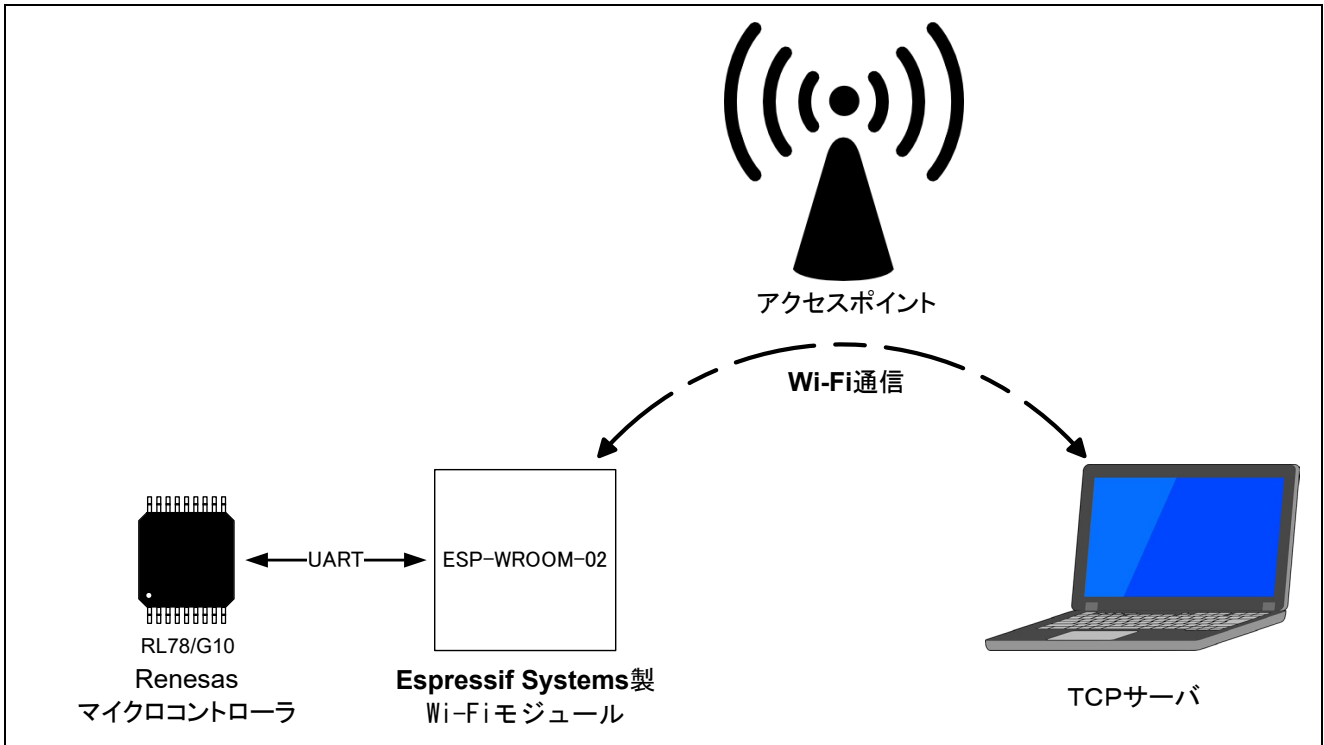 アクセスポイント
Wi-Fi通信
UART
ESP-WROOM-02
RL78/G10
Renesas
マイクロコントローラ
Espressif Systems製
Wi-Fiモジュール
TCPサーバ